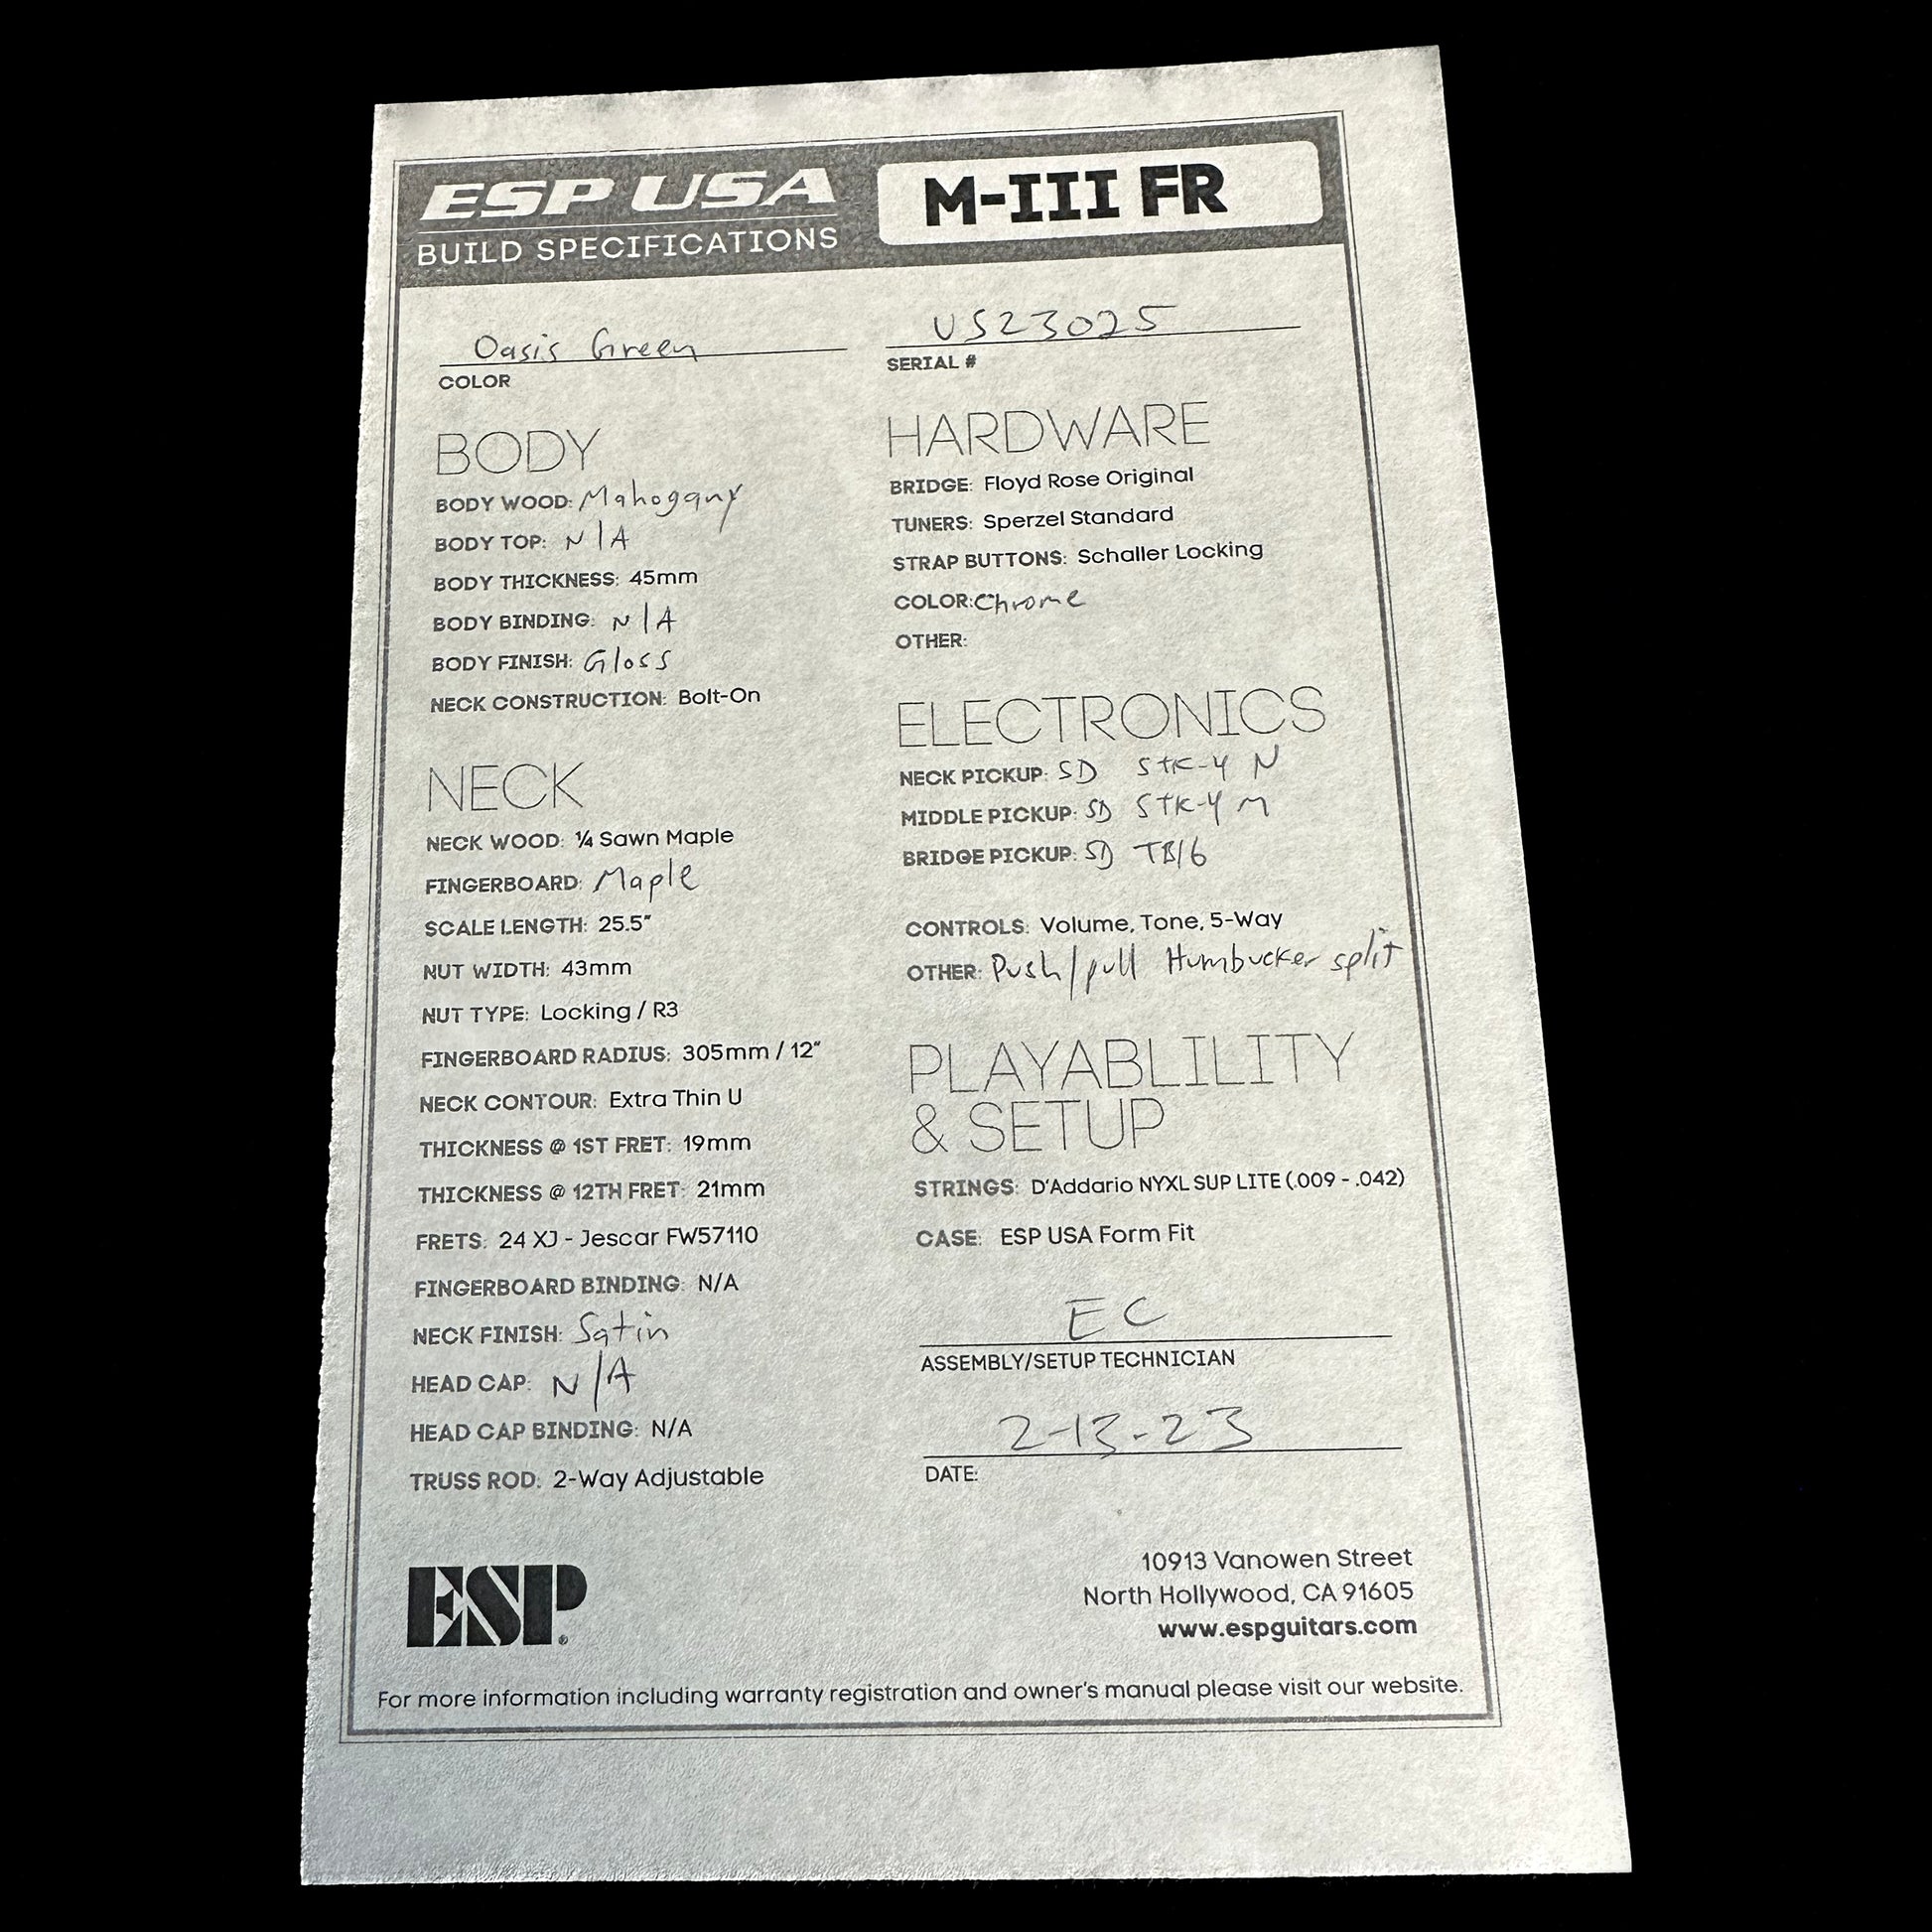 ESP USA
BUILD SPECIFICATIONS
M-III FR
Oasis Green
COLOR
US23025
SERIAL #
BODY
BODY WOOD: Mahogany
BODY TOP: N/A
BODY THICKNESS: 45mm
BODY BINDING: N/A
BODY FINISH: Gloss
NECK CONSTRUCTION: Bolt-On
NECK
NECK WOOD: ¼ Sawn Maple
FINGERBOARD: Maple
SCALE LENGTH: 25.5"
NUT WIDTH: 43mm
NUT TYPE: Locking / R3
FINGERBOARD RADIUS: 305mm / 12"
NECK CONTOUR: Extra Thin U
THICKNESS @ 1ST FRET: 19mm
THICKNESS @ 12TH FRET: 21mm
FRETS: 24 XJ - Jescar FW57110
FINGERBOARD BINDING: N/A
NECK FINISH: Satin
HEAD CAP: N/A
HEAD CAP BINDING: N/A
TRUSS ROD: 2-Way Adjustable
HARDWARE
BRIDGE: Floyd Rose Original
TUNERS: Sperzel Standard
STRAP BUTTONS: Schaller Locking
COLOR: Chrome
OTHER:
ELECTRONICS
NECK PICKUP: SD STK-4 N
MIDDLE PICKUP: SD STK-4 M
BRIDGE PICKUP: SD TB/6
CONTROLS: Volume, Tone, 5-Way
OTHER: Push/pull Humbucker split
PLAYABLILITY
& SETUP
STRINGS: D'Addario NYXL SUP LITE (.009 - .042)
CASE: ESP USA Form Fit
EC
ASSEMBLY/SETUP TECHNICIAN
2-13-23
DATE:
ESP®
10913 Vanowen Street
North Hollywood, CA 91605
www.espguitars.com
For more information including warranty registration and owner's manual please visit our website.